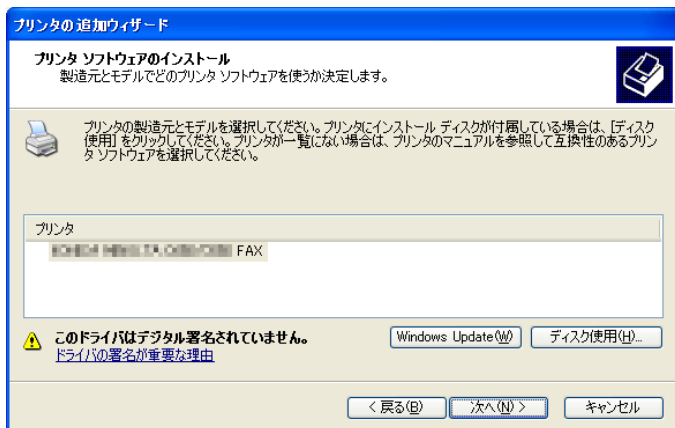 プリンタの追加ウィザード
プリンタ ソフトウェアのインストール
製造元とモデルでどのプリンタ ソフトウェアを使うか決定します。
プリンタの製造元とモデルを選択してください。プリンタにインストール ディスクが付属している場合は、[ディスク
使用] をクリックしてください。プリンタが一覧にない場合は、プリンタのマニュアルを参照して互換性のあるプリン
タ ソフトウェアを選択してください。
プリンタ
FAX
このドライバはデジタル署名されていません。
Windows Update(W)
ディスク使用(H)...
ドライバの署名が重要な理由
< 戻る(B)
次へ(N) >
キャンセル